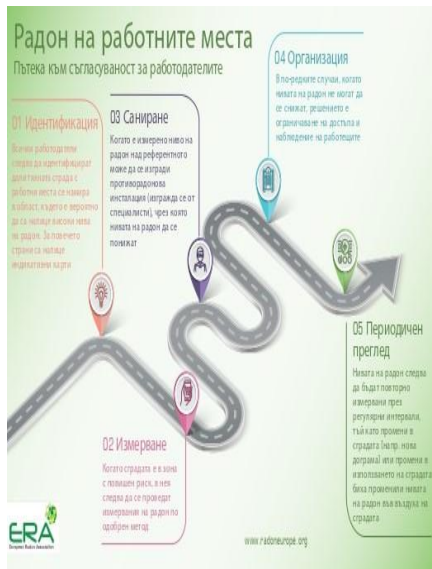 Радон на работните места
Пътека към съгласуваност за работодателите
01 Идентификация
Всички работодатели
следва да идентифицират
дали тяхната сграда с
работни места се намира
в област, където е вероятно
да са налице високи нива
на радон. За повечето
страни са налице
индикативни карти
03 Саниране
Когато е измерено ниво на
радон над референтното
може да се изгради
противорадонова
инсталация (изгражда се от
специалисти), чрез която
нивата на радон да се
понижат
04 Организация
В по-редките случаи, когато
нивата на радон не могат да
се снижат, решението е
ограничаване на достъпа и
наблюдение на работещите
02 Измерване
Когато сградата е в зона
с повишен риск, в нея
следва да се проведат
измервания на радон по
одобрен метод
05 Периодичен
преглед
Нивата на радон следва
да бъдат повторно
измервани през
регулярни интервали,
тъй като промени в
сградата (напр. нова
дограма) или промени в
използването на сградата
биха променили нивата
на радон във въздуха на
сградата
ERA
European Radon Association
www.radoneurope.org